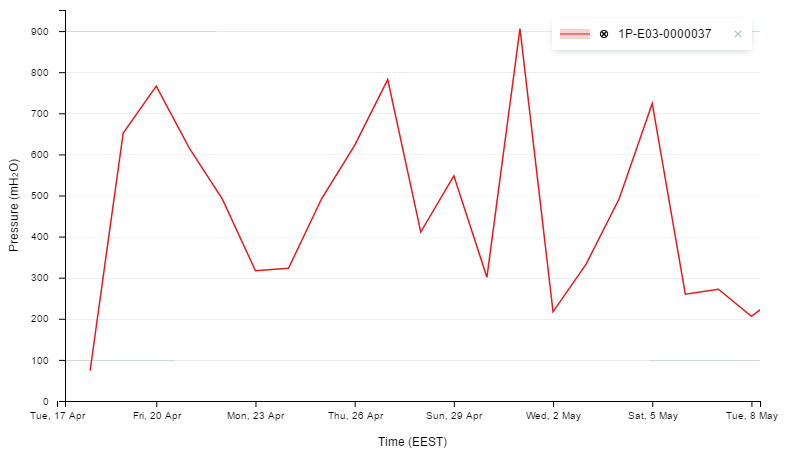 1P-E03-0000037 ×
900
800
700
600
500
400
300
200
100
0
Pressure (mH₂O)
Tue, 17 Apr Fri, 20 Apr Mon, 23 Apr Thu, 26 Apr Sun, 29 Apr Wed, 2 May Sat, 5 May Tue, 8 May
Time (EEST)